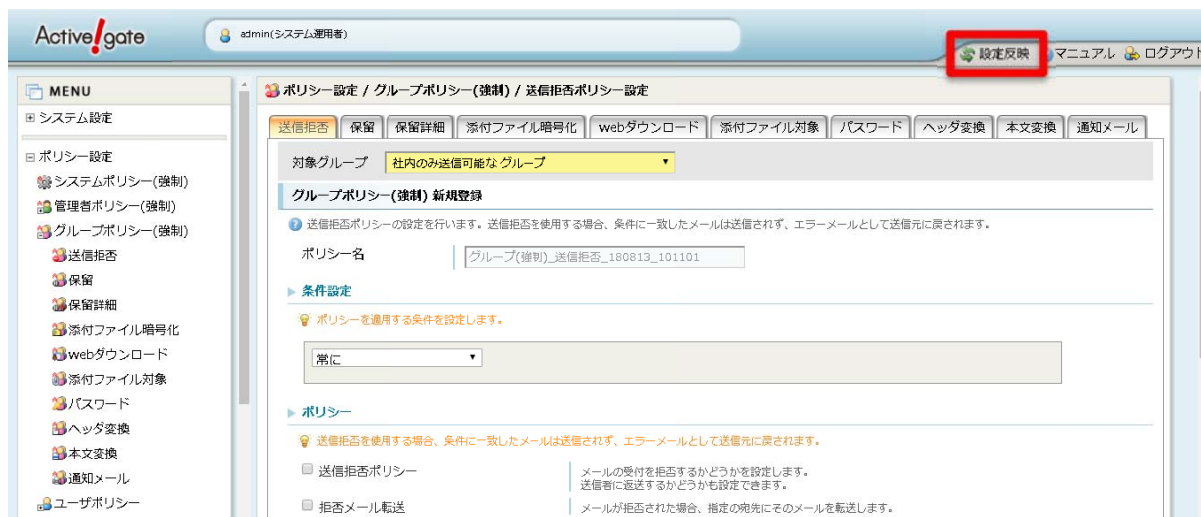 Active! gate
admin(システム運用者)
設定反映
マニュアル
ログアウト
MENU
システム設定
ポリシー設定
システムポリシー(強制)
管理者ポリシー(強制)
グループポリシー(強制)
送信拒否
保留
保留詳細
添付ファイル暗号化
webダウンロード
添付ファイル対象
パスワード
ヘッダ変換
本文変換
通知メール
ユーザポリシー
ポリシー設定 / グループポリシー(強制) / 送信拒否ポリシー設定
送信拒否 保留 保留詳細 添付ファイル暗号化 webダウンロード 添付ファイル対象 パスワード ヘッダ変換 本文変換 通知メール
対象グループ 社内のみ送信可能な グループ
グループポリシー(強制) 新規登録
送信拒否ポリシーの設定を行います。送信拒否を使用する場合、条件に一致したメールは送信されず、エラーメールとして送信元に戻されます。
ポリシー名 グループ(強制)_送信拒否_180813_101101
条件設定
ポリシーを適用する条件を設定します。
常に
ポリシー
送信拒否を使用する場合、条件に一致したメールは送信されず、エラーメールとして送信元に戻されます。
送信拒否ポリシー メールの受付を拒否するかどうかを設定します。
送信者に返送するかどうかも設定できます。
拒否メール転送 メールが拒否された場合、指定の宛先にそのメールを転送します。